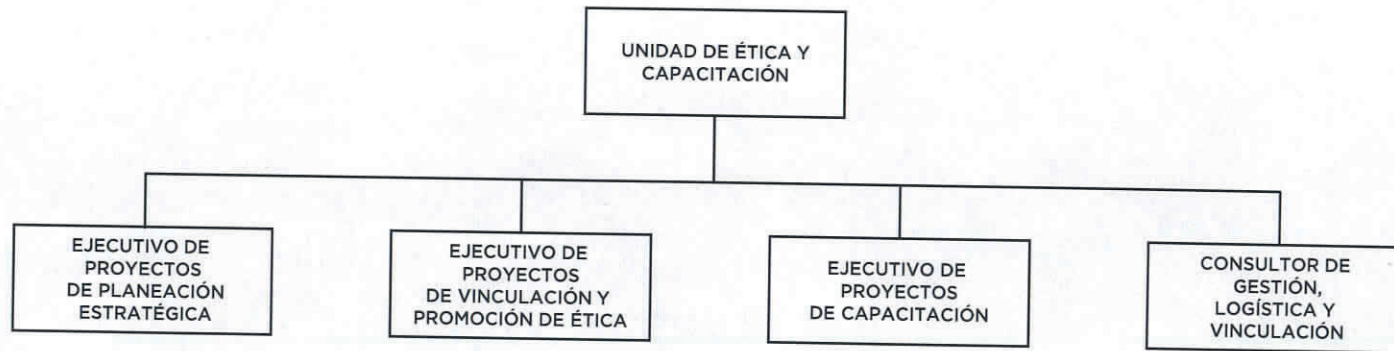 UNIDAD DE ÉTICA Y
CAPACITACIÓN
EJECUTIVO DE
PROYECTOS
DE PLANEACIÓN
ESTRATÉGICA
EJECUTIVO DE
PROYECTOS
DE VINCULACIÓN Y
PROMOCIÓN DE ÉTICA
EJECUTIVO DE
PROYECTOS
DE CAPACITACIÓN
CONSULTOR DE
GESTIÓN,
LOGÍSTICA Y
VINCULACIÓN